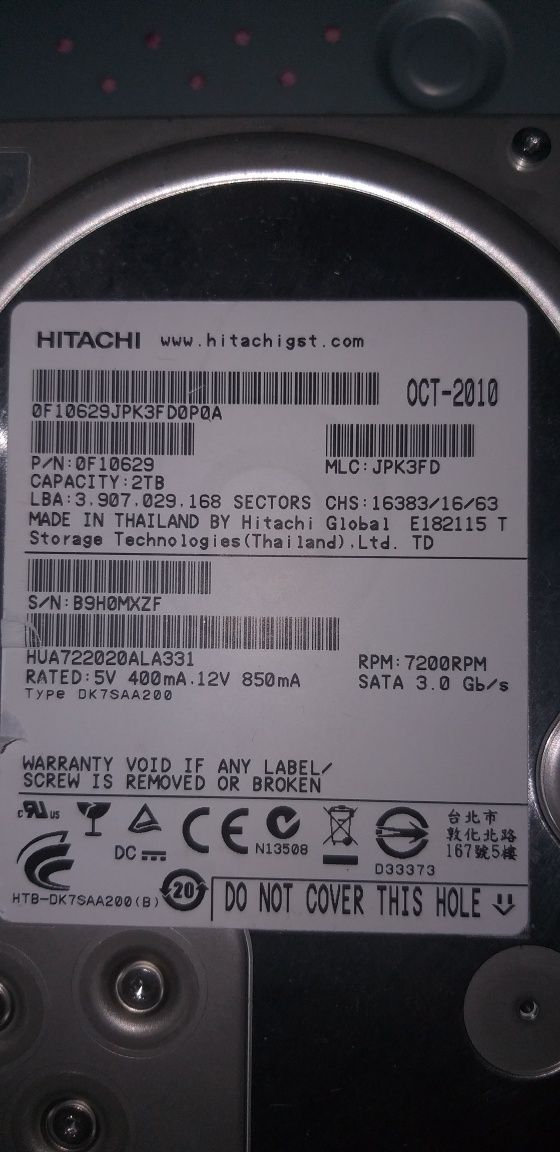 HITACHI www.hitachigst.com
OCT-2010
0F10629JPK3FD0P0A
P/N:0F10629 MLC:JPK3FD
CAPACITY:2TB
LBA:3.907.029.168 SECTORS CHS:16383/16/63
MADE IN THAILAND BY Hitachi Global E182115 T
Storage Technologies(Thailand).Ltd. TD
S/N:B9H0MXZF
HUA722020ALA331 RPM:7200RPM
RATED:5V 400mA.12V 850mA SATA 3.0 Gb/s
Type DK7SAA200
WARRANTY VOID IF ANY LABEL/
SCREW IS REMOVED OR BROKEN
c RU us
DC
CE
N13508
D33373
台北市
敦化北路
167號5樓
HTB-DK7SAA200(B)
20
DO NOT COVER THIS HOLE